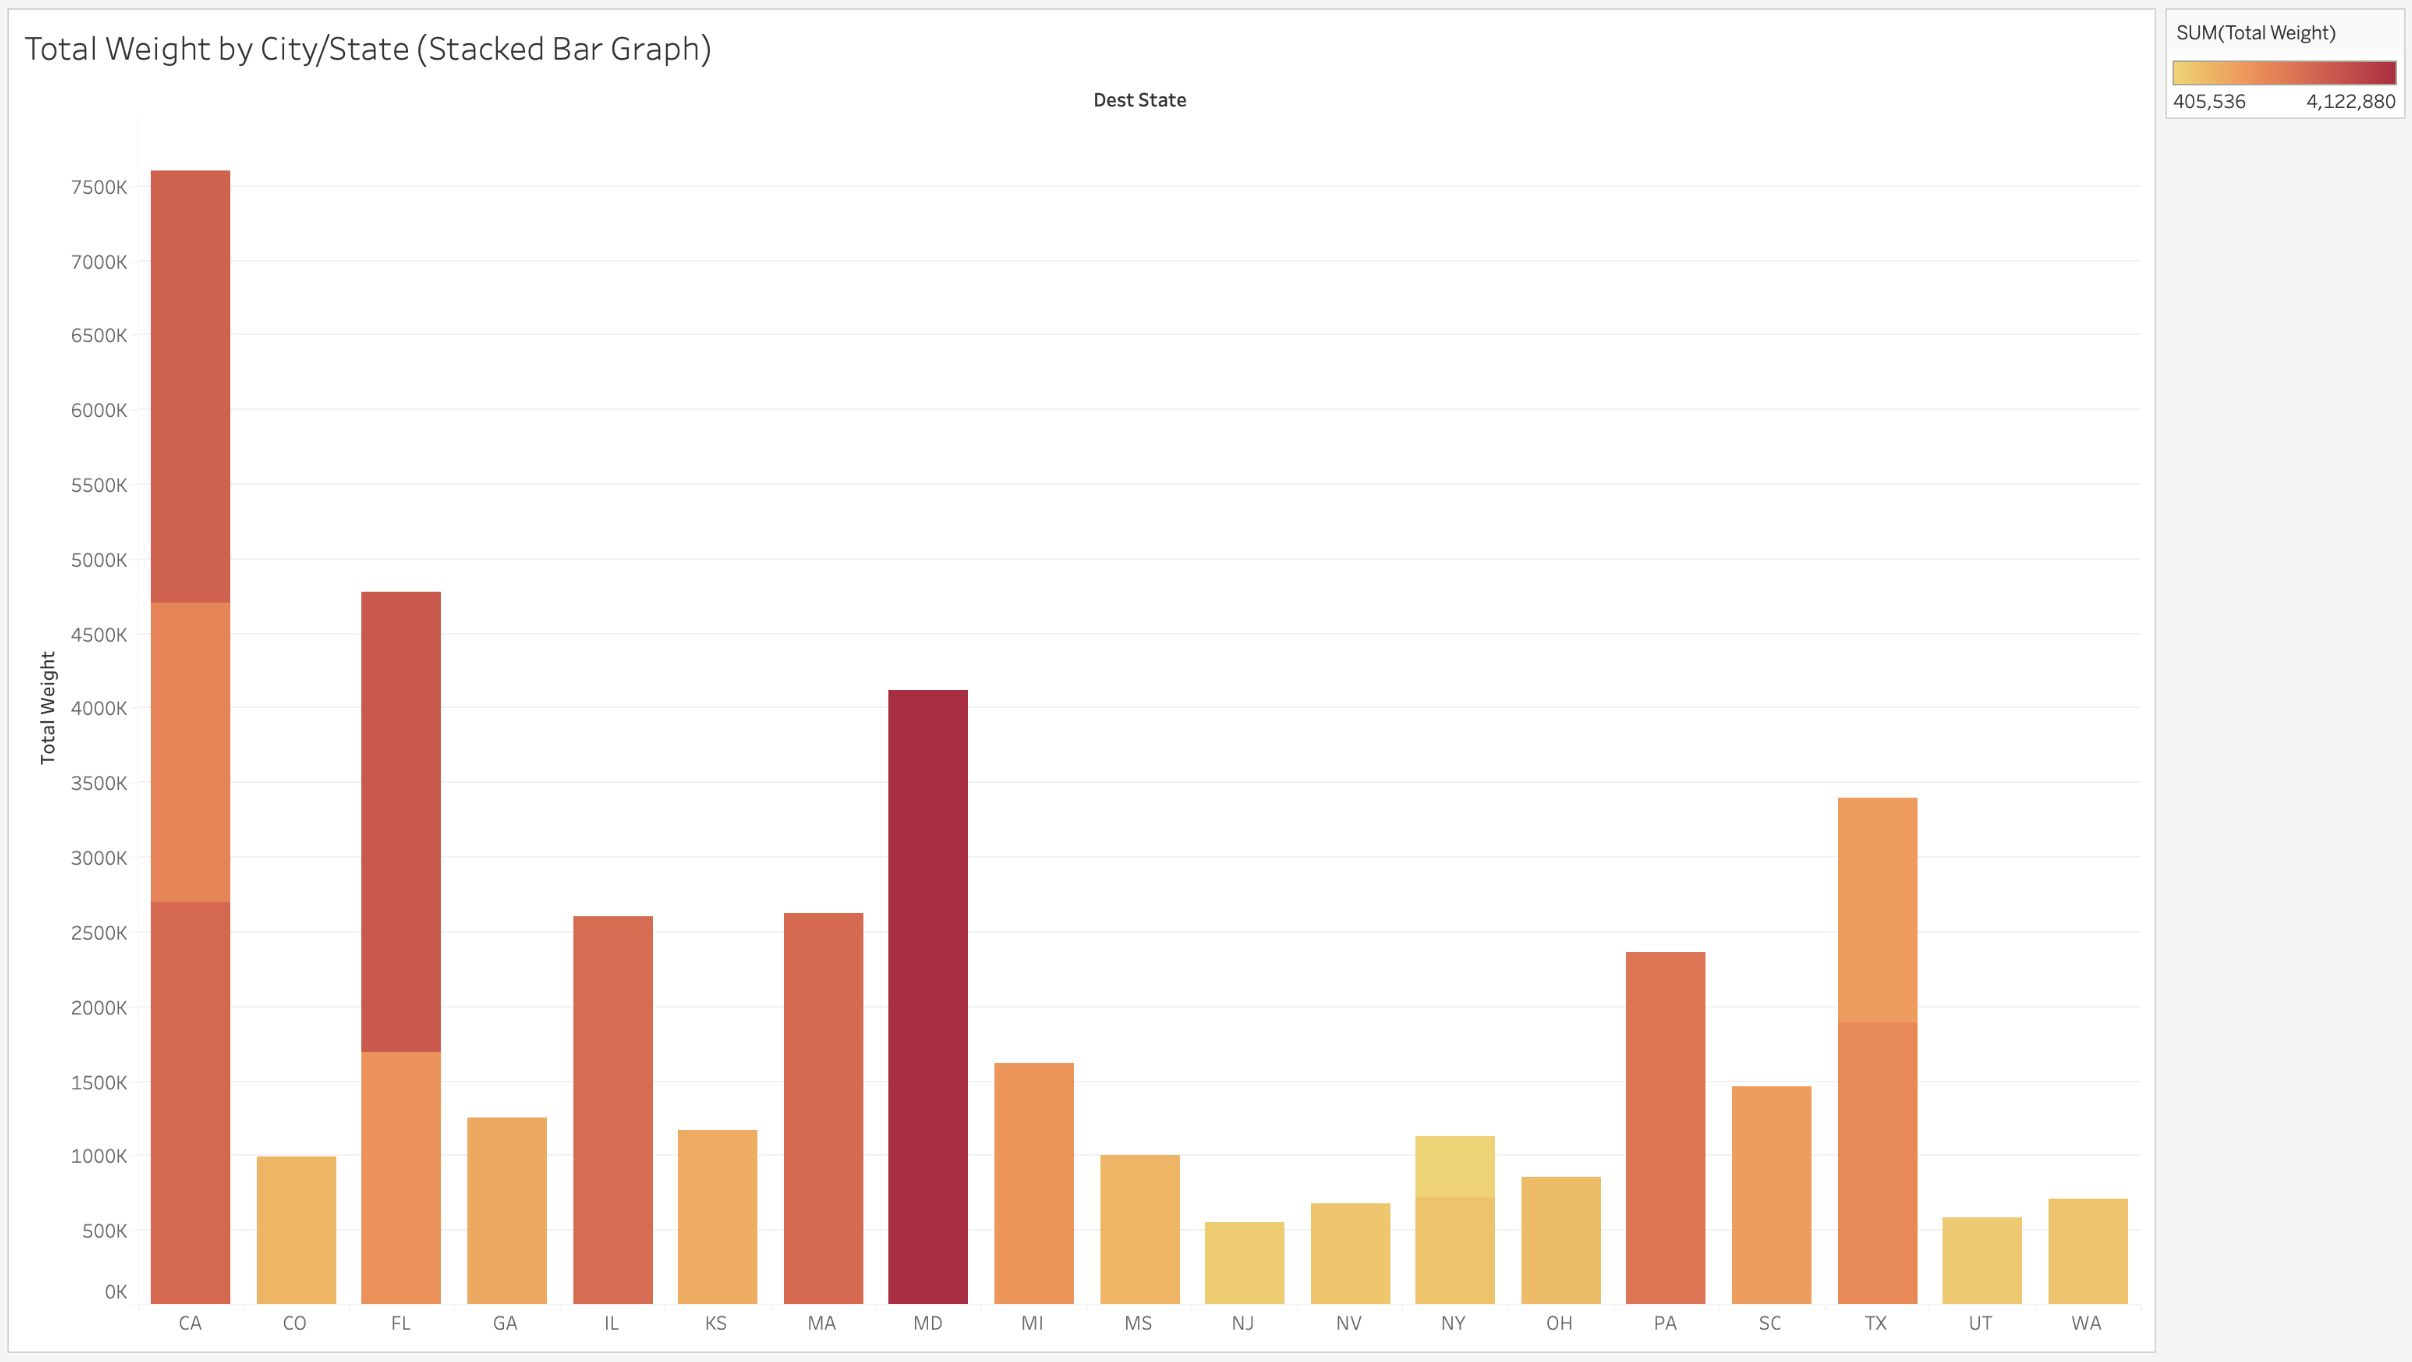 Total Weight by City/State (Stacked Bar Graph)
SUM(Total Weight)
405,536 4,122,880
Dest State
Total Weight
7500K
7000K
6500K
6000K
5500K
5000K
4500K
4000K
3500K
3000K
2500K
2000K
1500K
1000K
500K
0K
CA CO FL GA IL KS MA MD MI MS NJ NV NY OH PA SC TX UT WA